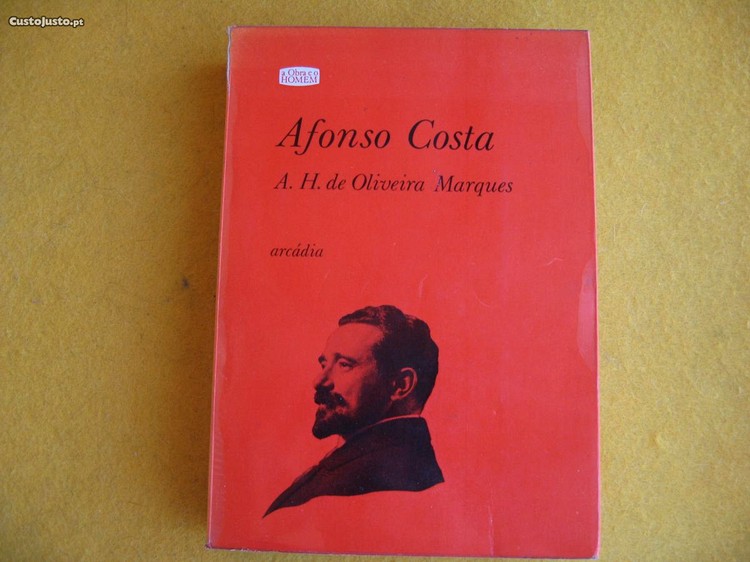 CustoJusto.pt
a Obra e o
HOMEM
Afonso Costa
A. H. de Oliveira Marques
arcádia